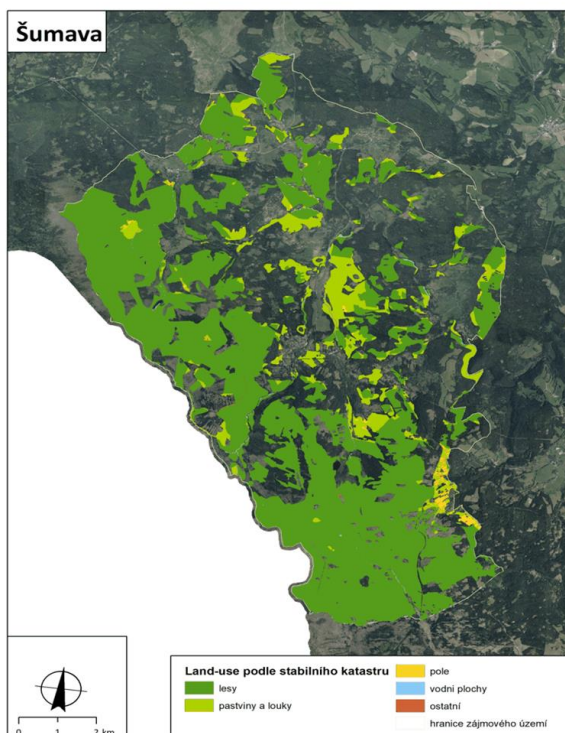 Šumava
Land-use podle stabilního katastru
lesy
pastviny a louky
pole
vodní plochy
ostatní
hranice zájmového území
0 1 2 km